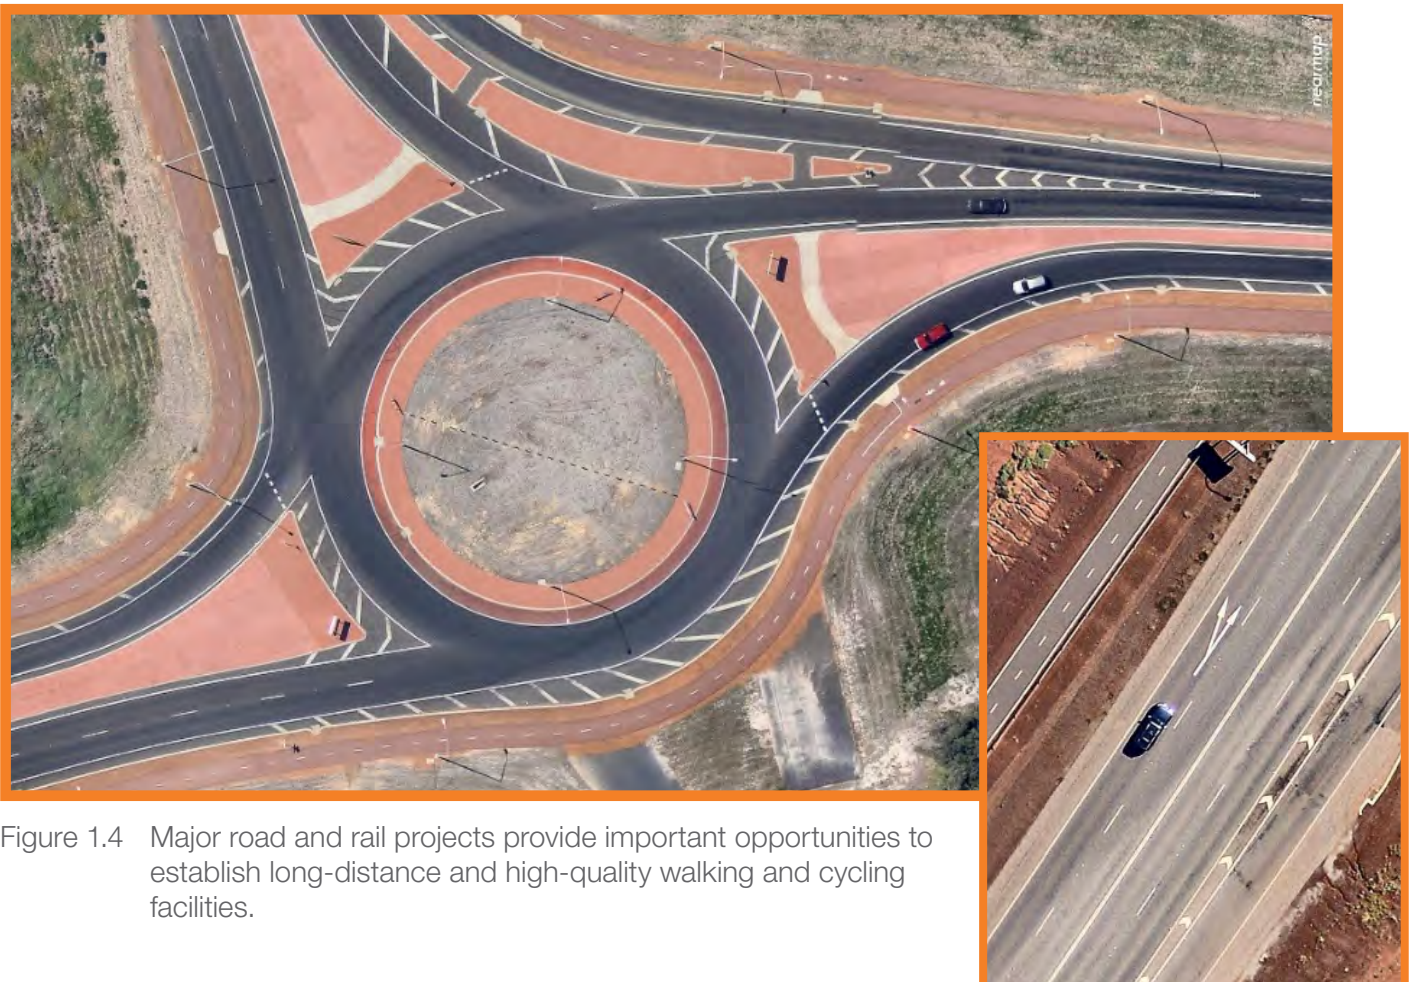 nearmap
Figure 1.4 Major road and rail projects provide important opportunities to
establish long-distance and high-quality walking and cycling
facilities.